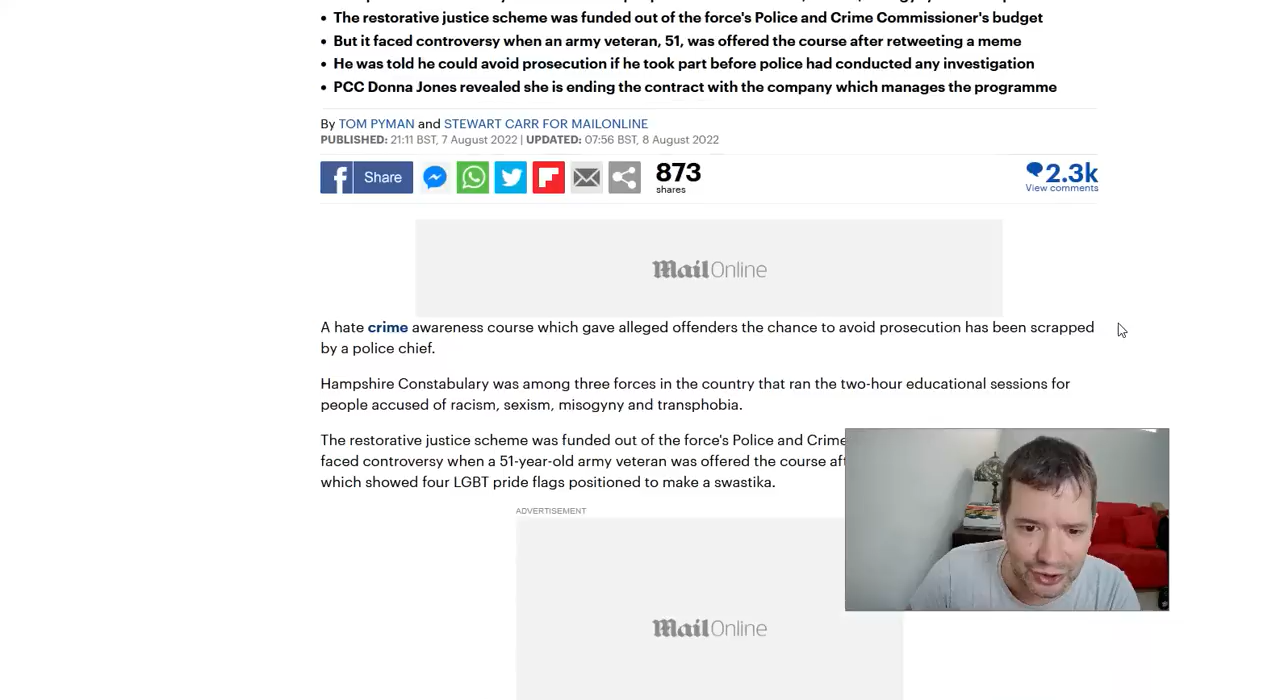 The restorative justice scheme was funded out of the force's Police and Crime Commissioner's budget
But it faced controversy when an army veteran, 51, was offered the course after retweeting a meme
He was told he could avoid prosecution if he took part before police had conducted any investigation
PCC Donna Jones revealed she is ending the contract with the company which manages the programme
By TOM PYMAN and STEWART CARR FOR MAILONLINE
PUBLISHED: 21:11 BST, 7 August 2022 | UPDATED: 07:56 BST, 8 August 2022
Share
873
shares
2.3k
View comments
Mail Online
A hate crime awareness course which gave alleged offenders the chance to avoid prosecution has been scrapped
by a police chief.
Hampshire Constabulary was among three forces in the country that ran the two-hour educational sessions for
people accused of racism, sexism, misogyny and transphobia.
The restorative justice scheme was funded out of the force's Police and Crime
faced controversy when a 51-year-old army veteran was offered the course
which showed four LGBT pride flags positioned to make a swastika.
ADVERTISEMENT
Mail Online